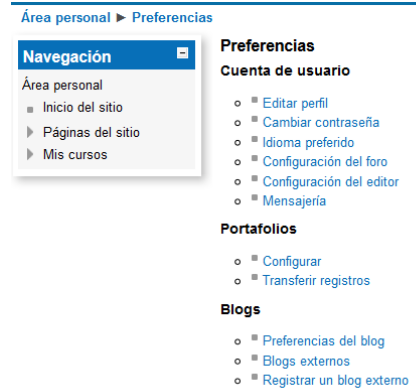 Área personal ► Preferencias
Navegación
Área personal
Inicio del sitio
Páginas del sitio
Mis cursos
Preferencias
Cuenta de usuario
Editar perfil
Cambiar contraseña
Idioma preferido
Configuración del foro
Configuración del editor
Mensajería
Portafolios
Configurar
Transferir registros
Blogs
Preferencias del blog
Blogs externos
Registrar un blog externo